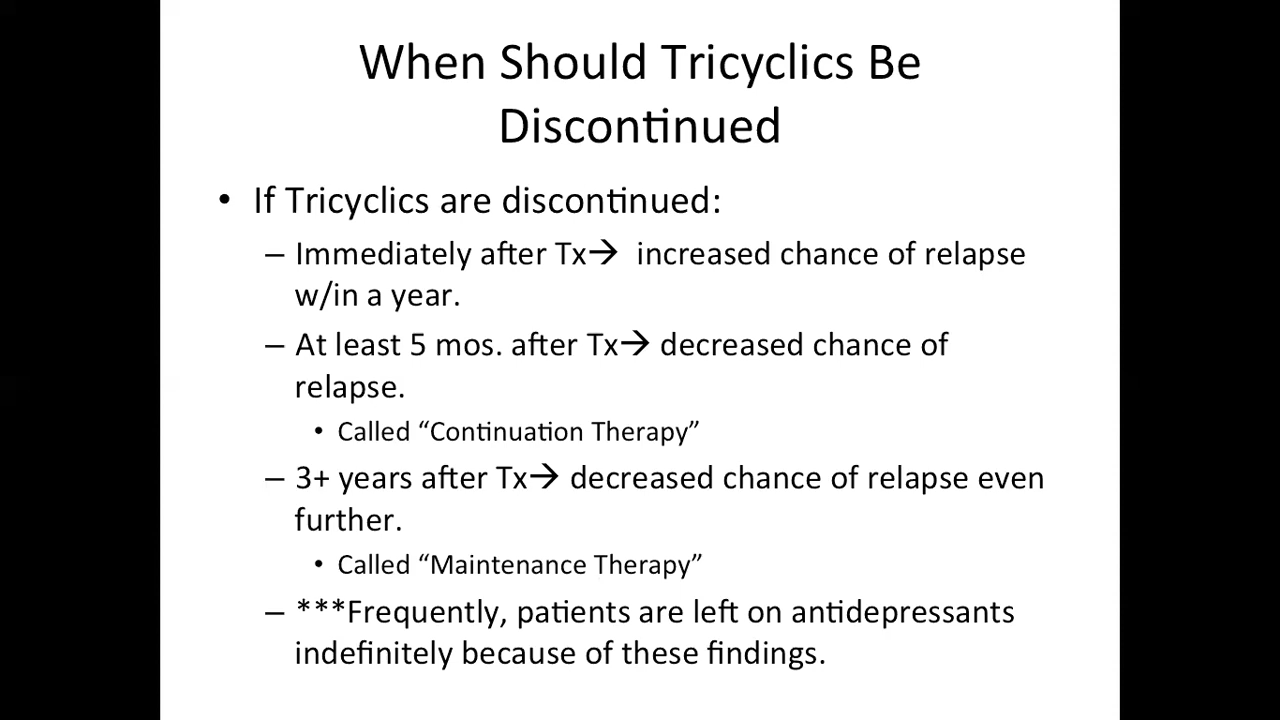 When Should Tricyclics Be
Discontinued
• If Tricyclics are discontinued:
– Immediately after Tx→ increased chance of relapse
w/in a year.
– At least 5 mos. after Tx→ decreased chance of
relapse.
• Called “Continuation Therapy”
– 3+ years after Tx→ decreased chance of relapse even
further.
• Called “Maintenance Therapy”
– ***Frequently, patients are left on antidepressants
indefinitely because of these findings.